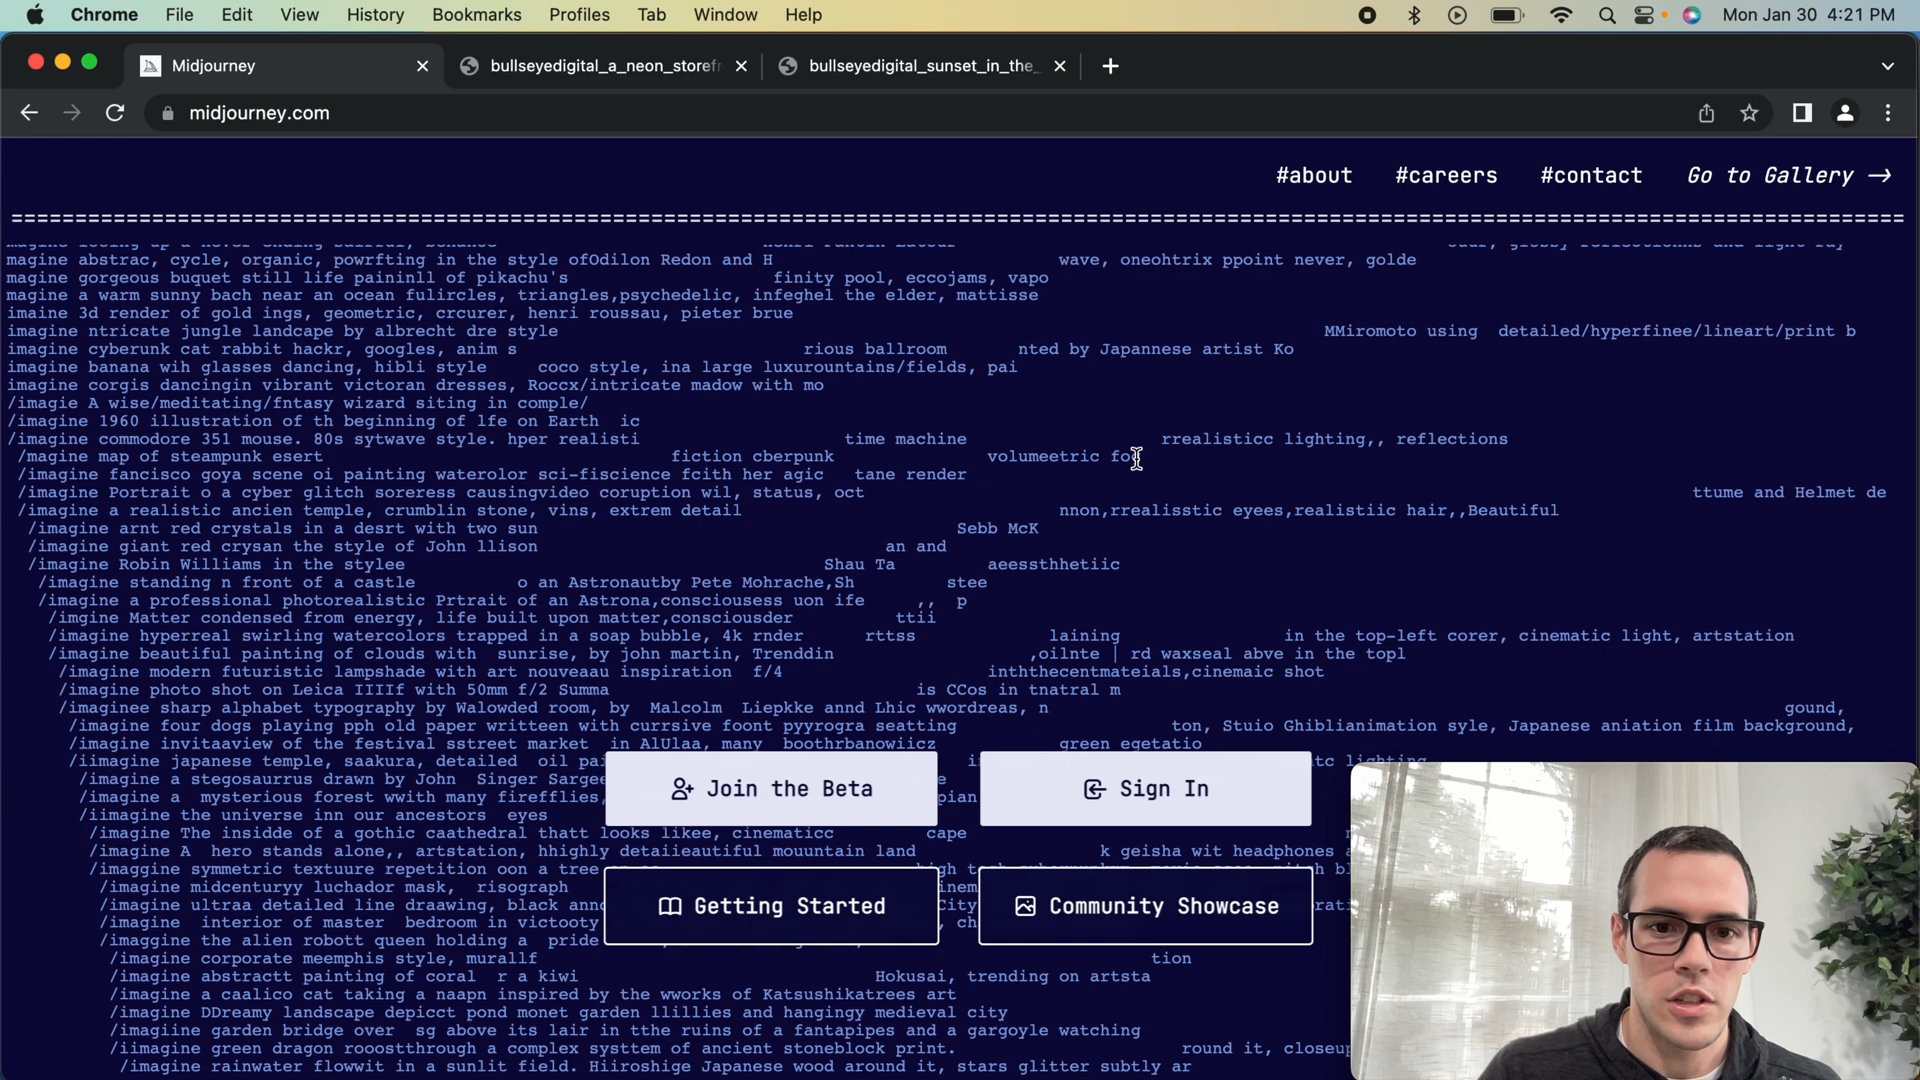 Chrome File Edit View History Bookmarks Profiles Tab Window Help Mon Jan 30 4:21 PM
Midjourney bullseyedigital_a_neon_storef bullseyedigital_sunset_in_the_
midjourney.com
#about #careers #contact Go to Gallery →
magine abstrac, cycle, organic, powrfting in the style ofOdilon Redon and H wave, oneohtrix ppoint never, golde
magine gorgeous buquet still life paininll of pikachu's finity pool, eccojams, vapo
magine a warm sunny bach near an ocean fulircles, triangles,psychedelic, infeghel the elder, mattisse
imaine 3d render of gold ings, geometric, crcurer, henri roussau, pieter brue
imagine ntricate jungle landcape by albrecht dre style MMiromoto using detailed/hyperfinee/lineart/print b
imagine cyberunk cat rabbit hackr, googles, anim s rious ballroom nted by Japannese artist Ko
imagine banana wih glasses dancing, hibli style coco style, ina large luxurountains/fields, pai
imagine corgis dancingin vibrant victoran dresses, Roccx/intricate madow with mo
/imagie A wise/meditating/fntasy wizard siting in comple/
/imagine 1960 illustration of th beginning of lfe on Earth ic
/imagine commodore 351 mouse. 80s sytwave style. hper realisti time machine rrealisticc lighting,, reflections
/magine map of steampunk esert fiction cberpunk volumeetric fo
/imagine fancisco goya scene oi painting waterolor sci-fiscience fcith her agic tane render
/imagine Portrait o a cyber glitch soreress causingvideo coruption wil, status, oct ttume and Helmet de
/imagine a realistic ancien temple, crumblin stone, vins, extrem detail nnon,rrealisstic eyees,realistiic hair,,Beautiful
/imagine arnt red crystals in a desrt with two sun Sebb McK
/imagine giant red crysan the style of John llison an and
/imagine Robin Williams in the stylee Shau Ta aeessthhetiic
/imagine standing n front of a castle o an Astronautby Pete Mohrache,Sh stee
/imagine a professional photorealistic Prtrait of an Astrona,consciousess uon ife ,, p
/imgine Matter condensed from energy, life built upon matter,consciousder ttii
/imagine hyperreal swirling watercolors trapped in a soap bubble, 4k rnder rttss laining in the top-left corer, cinematic light, artstation
/imagine beautiful painting of clouds with sunrise, by john martin, Trenddin ,oilnte | rd waxseal abve in the topl
/imagine modern futuristic lampshade with art nouveaau inspiration f/4 inththecentmateials,cinemaic shot
/imagine photo shot on Leica IIIIf with 50mm f/2 Summa is CCos in tnatral m
/imaginee sharp alphabet typography by Walowded room, by Malcolm Liepkke annd Lhic wwordreas, n gound,
/imagine four dogs playing pph old paper writteen with currsive foont pyyrogra seatting ton, Stuio Ghiblianimation syle, Japanese aniation film background,
/imagine invitaaview of the festival sstreet market in AlUlaa, many boothrbanowiicz green egetatio
/iimagine japanese temple, saakura, detailed oil pai
/imagine a stegosaurrus drawn by John Singer Sargee
/imagine a mysterious forest wwith many firefflies, pian
/iimagine the universe inn our ancestors eyes
Join the Beta Sign In
/imagine The insidde of a gothic caathedral thatt looks likee, cinematicc cape
/imagine A hero stands alone,, artstation, hhighly detaiieautiful mouuntain land k geisha wit headphones
/imaagine symmetric textuure repetition oon a tree
/imagine midcenturyy luchador mask, risograph inem
/imagine ultraa detailed line draawing, black anno City
/imagine interior of master bedroom in victooty ch
Getting Started Community Showcase
/imaggine the alien robott queen holding a pride
/imagine corporate meemphis style, murallf tion
/imagine abstractt painting of coral r a kiwi Hokusai, trending on artsta
/imagine a caalico cat taking a naapn inspired by the wworks of Katsushikatrees art
/imagine DDreamy landscape depicct pond monet garden lllillies and hangingy medieval city
/imagiine garden bridge over sg above its lair in tthe ruins of a fantapipes and a gargoyle watching
/iimagine green dragon rooostthrough a complex systtem of ancient stoneblock print. round it, closeup
/imagine rainwater flowwit in a sunlit field. Hiiroshige Japanese wood around it, stars glitter subtly ar